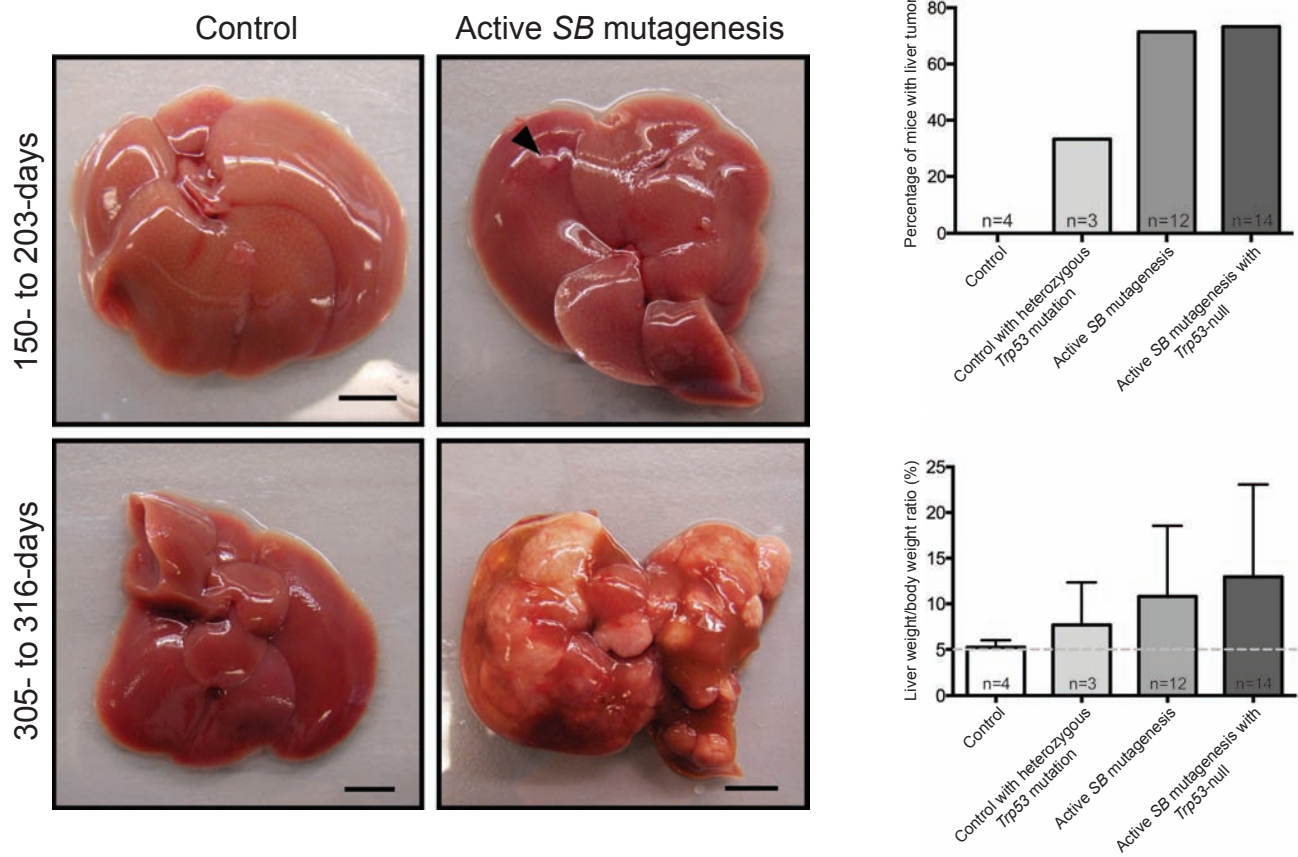 Control
Active SB mutagenesis
150- to 203-days
305- to 316-days
Percentage of mice with liver tumor
80
60
40
20
0
n=4
n=3
n=12
n=14
Control
Control with heterozygous
Trp53 mutation
Active SB mutagenesis
Active SB mutagenesis with
Trp53-null
Liver weight/body weight ratio (%)
25
20
15
10
5
0
n=4
n=3
n=12
n=14
Control
Control with heterozygous
Trp53 mutation
Active SB mutagenesis
Active SB mutagenesis with
Trp53-null